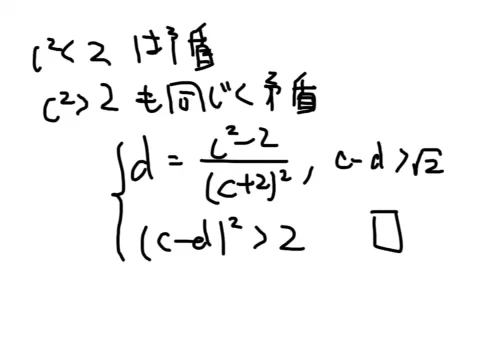 c²<2 は矛盾
c²>2 も同じく矛盾
d = (c²-2)/(c+2)², c-d>√2
(c-d)²>2 □